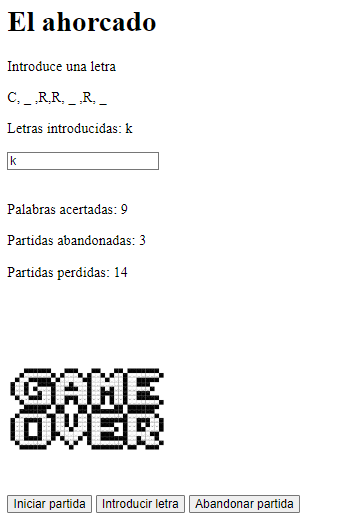 El ahorcado
Introduce una letra
C, _ ,R,R, _ ,R, _
Letras introducidas: k
k
Palabras acertadas: 9
Partidas abandonadas: 3
Partidas perdidas: 14
GAME
OVER
Iniciar partida Introducir letra Abandonar partida